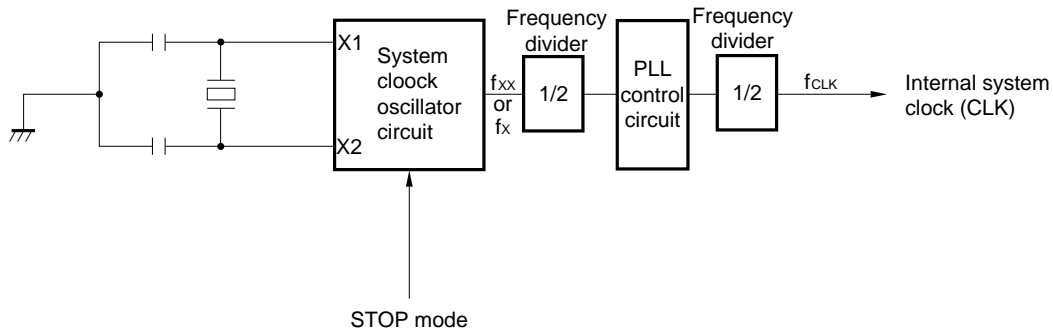 X1
X2
System
cloock
oscillator
circuit
fXX
or
fX
Frequency
divider
1/2
PLL
control
circuit
Frequency
divider
1/2
fCLK
Internal system
clock (CLK)
STOP mode